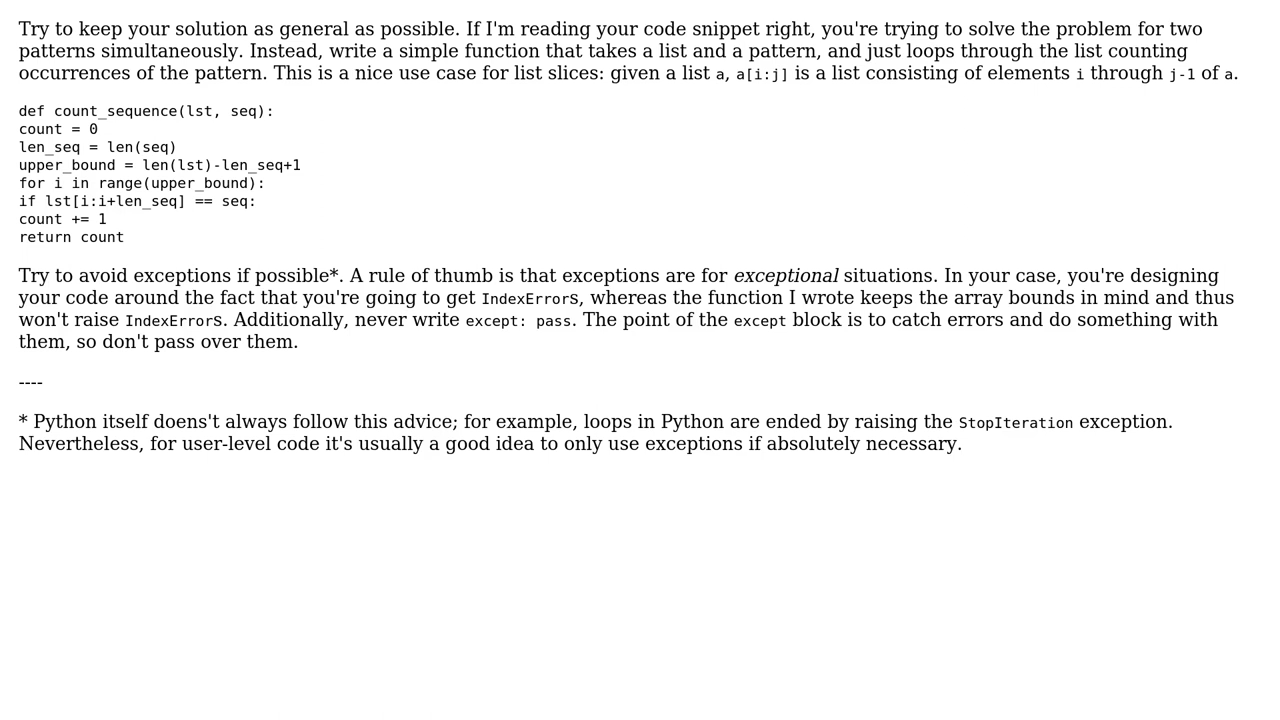 Try to keep your solution as general as possible. If I'm reading your code snippet right, you're trying to solve the problem for two
patterns simultaneously. Instead, write a simple function that takes a list and a pattern, and just loops through the list counting
occurrences of the pattern. This is a nice use case for list slices: given a list a, a[i:j] is a list consisting of elements i through j-1 of a.
def count_sequence(lst, seq):
count = 0
len_seq = len(seq)
upper_bound = len(lst)-len_seq+1
for i in range(upper_bound):
if lst[i:i+len_seq] == seq:
count += 1
return count
Try to avoid exceptions if possible*. A rule of thumb is that exceptions are for exceptional situations. In your case, you're designing
your code around the fact that you're going to get IndexErrors, whereas the function I wrote keeps the array bounds in mind and thus
won't raise IndexErrors. Additionally, never write except: pass. The point of the except block is to catch errors and do something with
them, so don't pass over them.
----
* Python itself doens't always follow this advice; for example, loops in Python are ended by raising the StopIteration exception.
Nevertheless, for user-level code it's usually a good idea to only use exceptions if absolutely necessary.